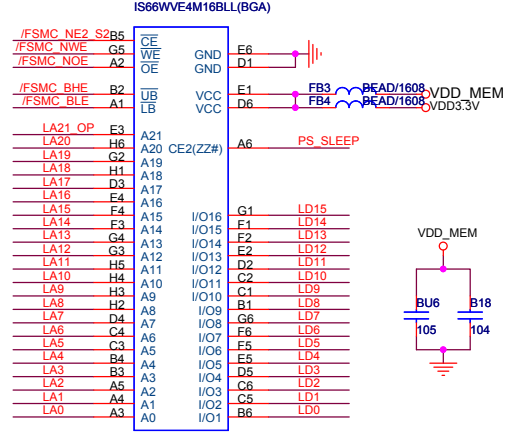 IS66WVE4M16BLL(BGA)
/FSMC_NE2_S2 B5 CE
/FSMC_NWE G5 WE GND E6
/FSMC_NOE A2 OE GND D1
/FSMC_BHE B2 UB VCC E1 FB3 BEAD/1608 VDD_MEM
/FSMC_BLE A1 LB VCC D6 FB4 BEAD/1608 VDD3.3V
LA21_OP E3 A21
LA20 H6 A20 CE2(ZZ#) A6 PS_SLEEP
LA19 G2 A19
LA18 H1 A18
LA17 D3 A17
LA16 E4 A16
LA15 F4 A15 I/O16 G1 LD15
LA14 F3 A14 I/O15 F1 LD14
LA13 G4 A13 I/O14 F2 LD13
LA12 G3 A12 I/O13 E2 LD12
LA11 H5 A11 I/O12 D2 LD11
LA10 H4 A10 I/O11 C2 LD10
LA9 H3 A9 I/O10 C1 LD9
LA8 H2 A8 I/O9 B1 LD8
LA7 D4 A7 I/O8 G6 LD7
LA6 C4 A6 I/O7 F6 LD6
LA5 C3 A5 I/O6 F5 LD5
LA4 B4 A4 I/O5 E5 LD4
LA3 B3 A3 I/O4 D5 LD3
LA2 A5 A2 I/O3 C6 LD2
LA1 A4 A1 I/O2 C5 LD1
LA0 A3 A0 I/O1 B6 LD0
VDD_MEM
BU6 B18
105 104